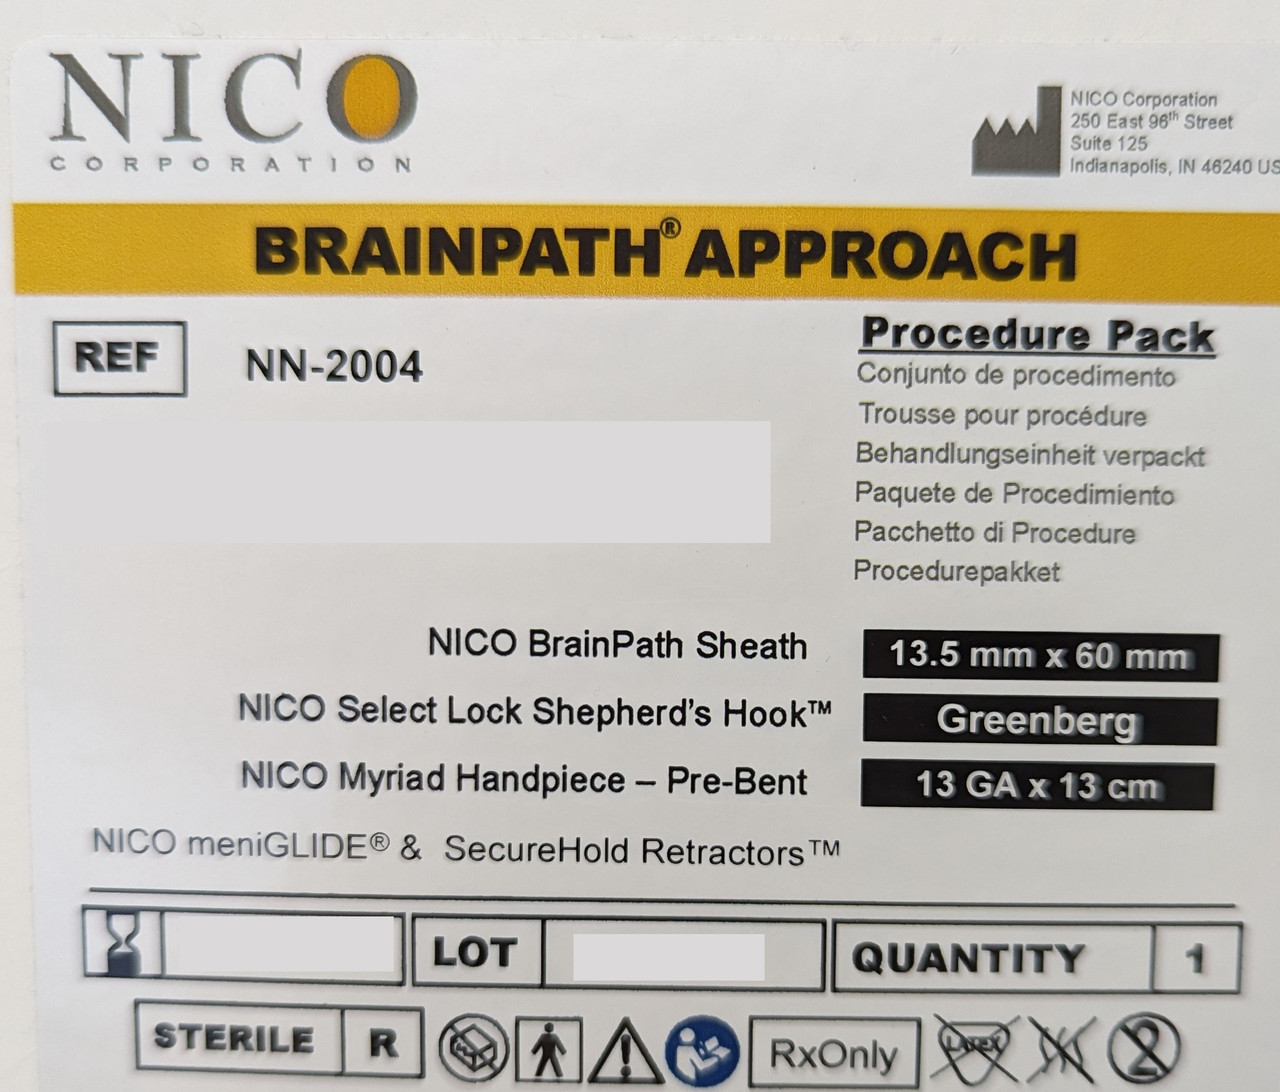 NICO
CORPORATION
NICO Corporation
250 East 96th Street
Suite 125
Indianapolis, IN 46240 US
BRAINPATH® APPROACH
REF NN-2004
Procedure Pack
Conjunto de procedimento
Trousse pour procédure
Behandlungseinheit verpackt
Paquete de Procedimiento
Pacchetto di Procedure
Procedurepakket
NICO BrainPath Sheath 13.5 mm x 60 mm
NICO Select Lock Shepherd's Hook™ Greenberg
NICO Myriad Handpiece – Pre-Bent 13 GA x 13 cm
NICO meniGLIDE® & SecureHold Retractors™
LOT QUANTITY 1
STERILE R RxOnly LATEX 2